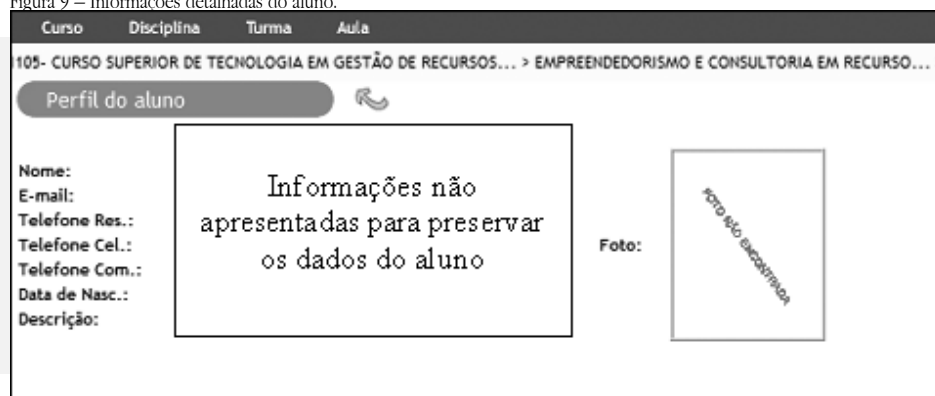 Figura 9 – Informações detalhadas do aluno.
Curso Disciplina Turma Aula
1105- CURSO SUPERIOR DE TECNOLOGIA EM GESTÃO DE RECURSOS... > EMPREENDEDORISMO E CONSULTORIA EM RECURSO...
Perfil do aluno
Nome:
E-mail:
Telefone Res.:
Telefone Cel.:
Telefone Com.:
Data de Nasc.:
Descrição:
Informações não
apresentadas para preservar
os dados do aluno
Foto:
FOTO NÃO ENCONTRADA